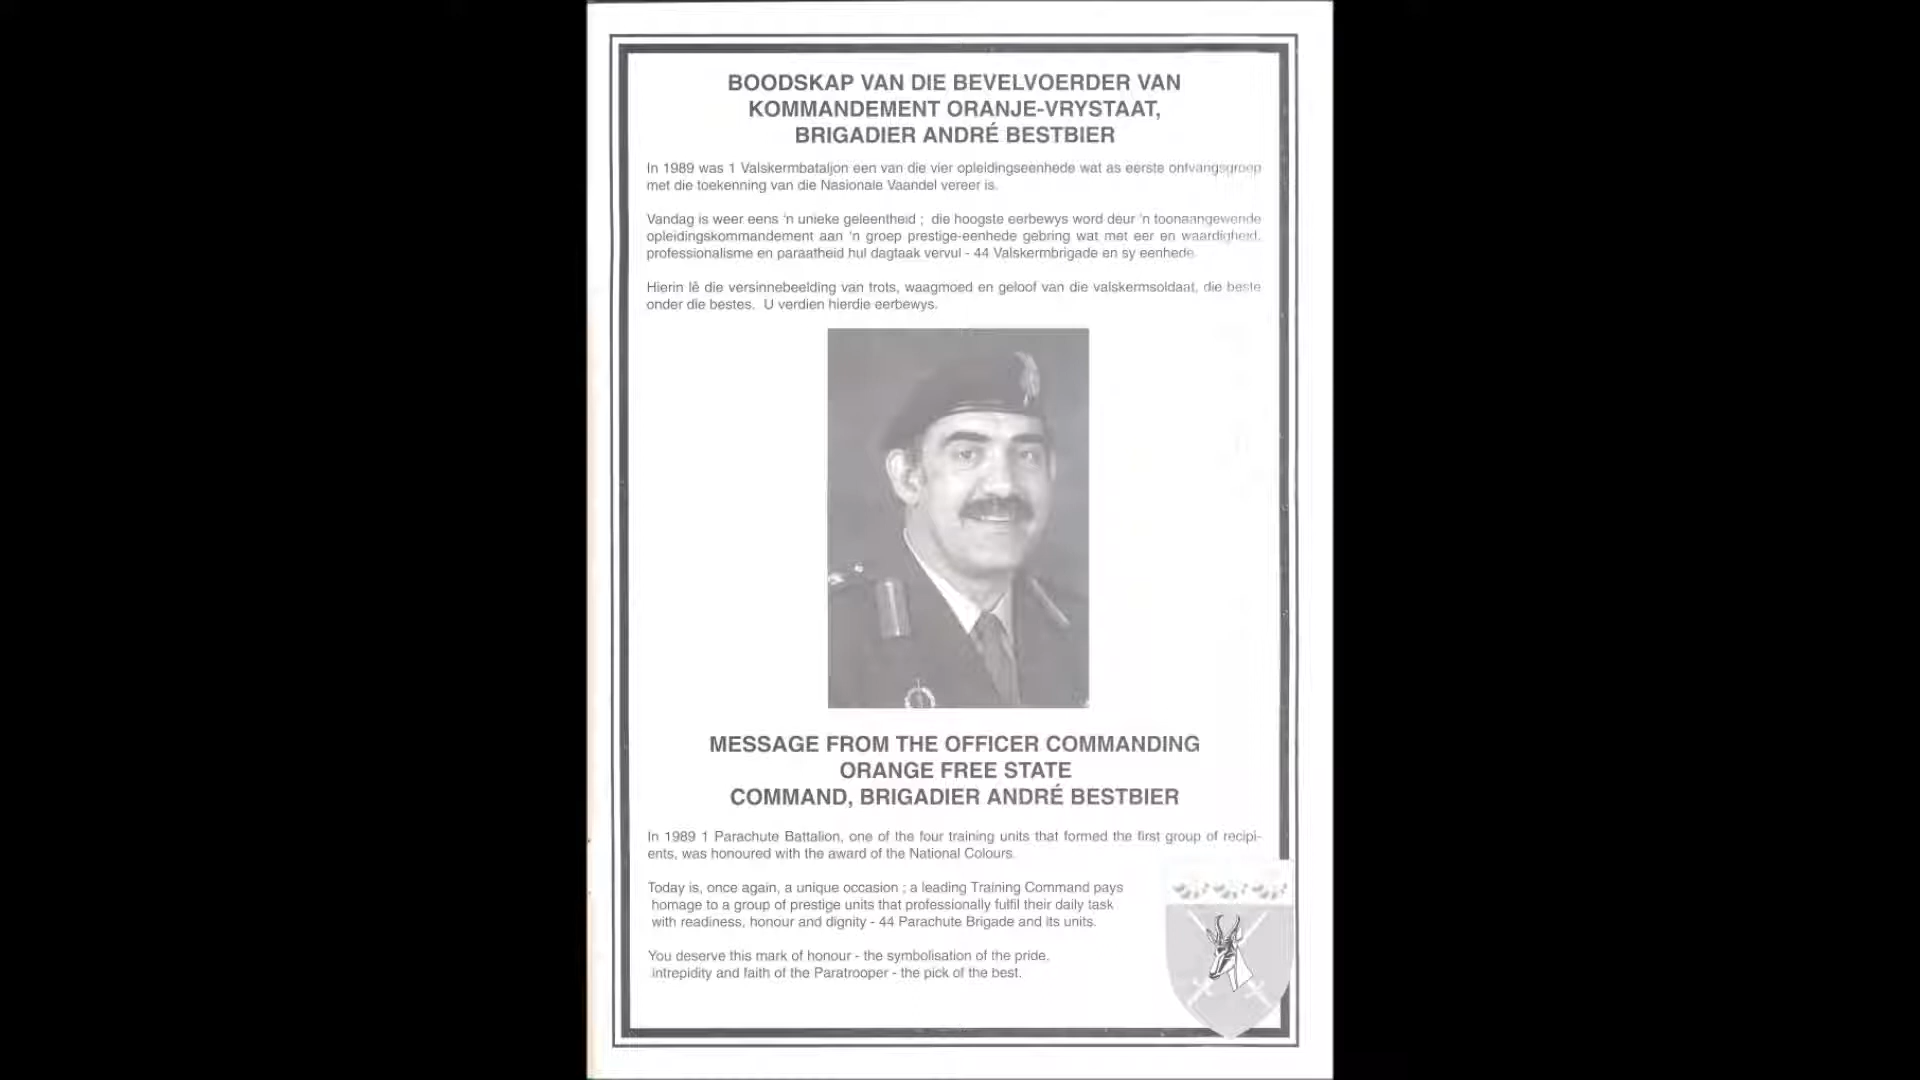 BOODSKAP VAN DIE BEVELVOERDER VAN
KOMMANDEMENT ORANJE-VRYSTAAT,
BRIGADIER ANDRÉ BESTBIER
In 1989 was 1 Valskermbataljon een van die vier opleidingseenhede wat as eerste ontvangsgroep
met die toekenning van die Nasionale Vaandel vereer is.
Vandag is weer eens 'n unieke geleentheid ; die hoogste eerbewys word deur 'n toonaangewende
opleidingskommandement aan 'n groep prestige-eenhede gebring wat met eer en waardigheid,
professionalisme en paraatheid hul dagtaak vervul - 44 Valskermbrigade en sy eenhede.
Hierin lê die versinnebeelding van trots, waagmoed en geloof van die valskermsoldaat, die beste
onder die bestes. U verdien hierdie eerbewys.
MESSAGE FROM THE OFFICER COMMANDING
ORANGE FREE STATE
COMMAND, BRIGADIER ANDRÉ BESTBIER
In 1989 1 Parachute Battalion, one of the four training units that formed the first group of recipi-
ents, was honoured with the award of the National Colours.
Today is, once again, a unique occasion ; a leading Training Command pays
homage to a group of prestige units that professionally fulfil their daily task
with readiness, honour and dignity - 44 Parachute Brigade and its units.
You deserve this mark of honour - the symbolisation of the pride,
intrepidity and faith of the Paratrooper - the pick of the best.